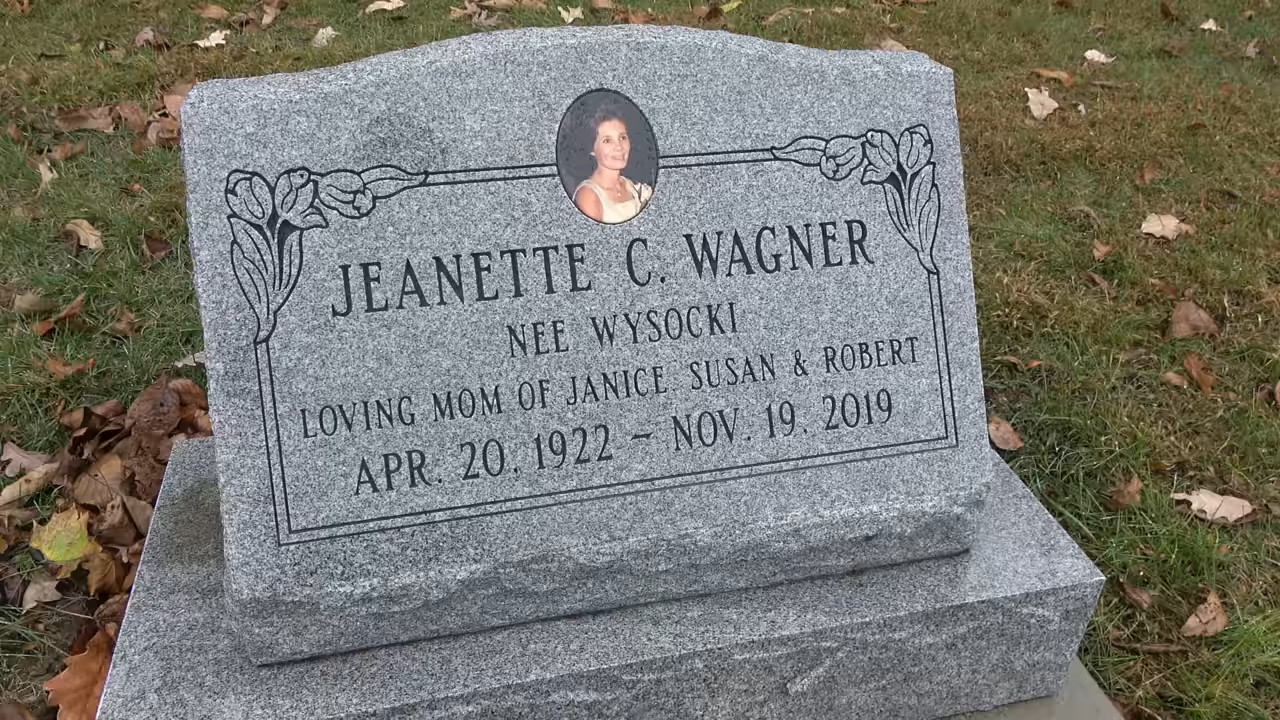 JEANETTE C. WAGNER
NEE WYSOCKI
LOVING MOM OF JANICE, SUSAN & ROBERT
APR. 20, 1922 ~ NOV. 19, 2019